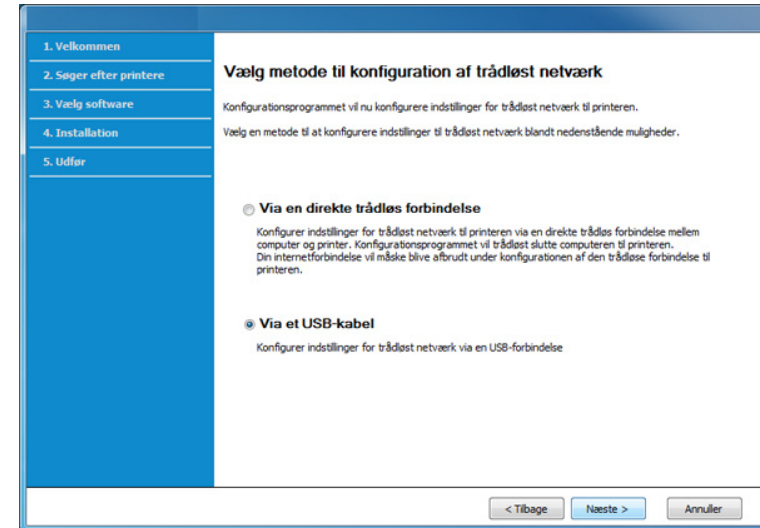 1. Velkommen
2. Søger efter printere
3. Vælg software
4. Installation
5. Udfør
Vælg metode til konfiguration af trådløst netværk
Konfigurationsprogrammet vil nu konfigurere indstillinger for trådløst netværk til printeren.
Vælg en metode til at konfigurere indstillinger til trådløst netværk blandt nedenstående muligheder.
Via en direkte trådløs forbindelse
Konfigurer indstillinger for trådløst netværk til printeren via en direkte trådløs forbindelse mellem
computer og printer. Konfigurationsprogrammet vil trådløst slutte computeren til printeren.
Din internetforbindelse vil måske blive afbrudt under konfigurationen af den trådløse forbindelse til
printeren.
Via et USB-kabel
Konfigurer indstillinger for trådløst netværk via en USB-forbindelse
< Tilbage
Næste >
Annuller